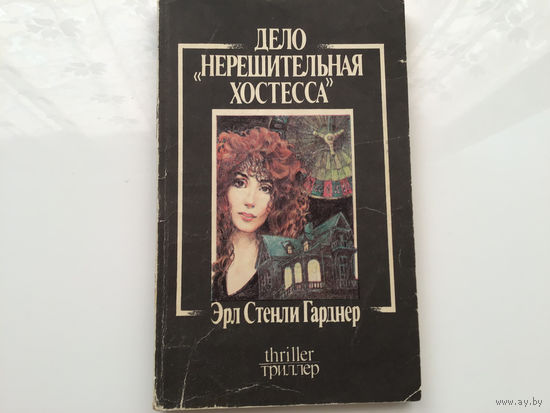 ДЕЛО
„НЕРЕШИТЕЛЬНАЯ
ХОСТЕССА”
Эрл Стенли Гарднер
thriller
триллер
www.ay.by